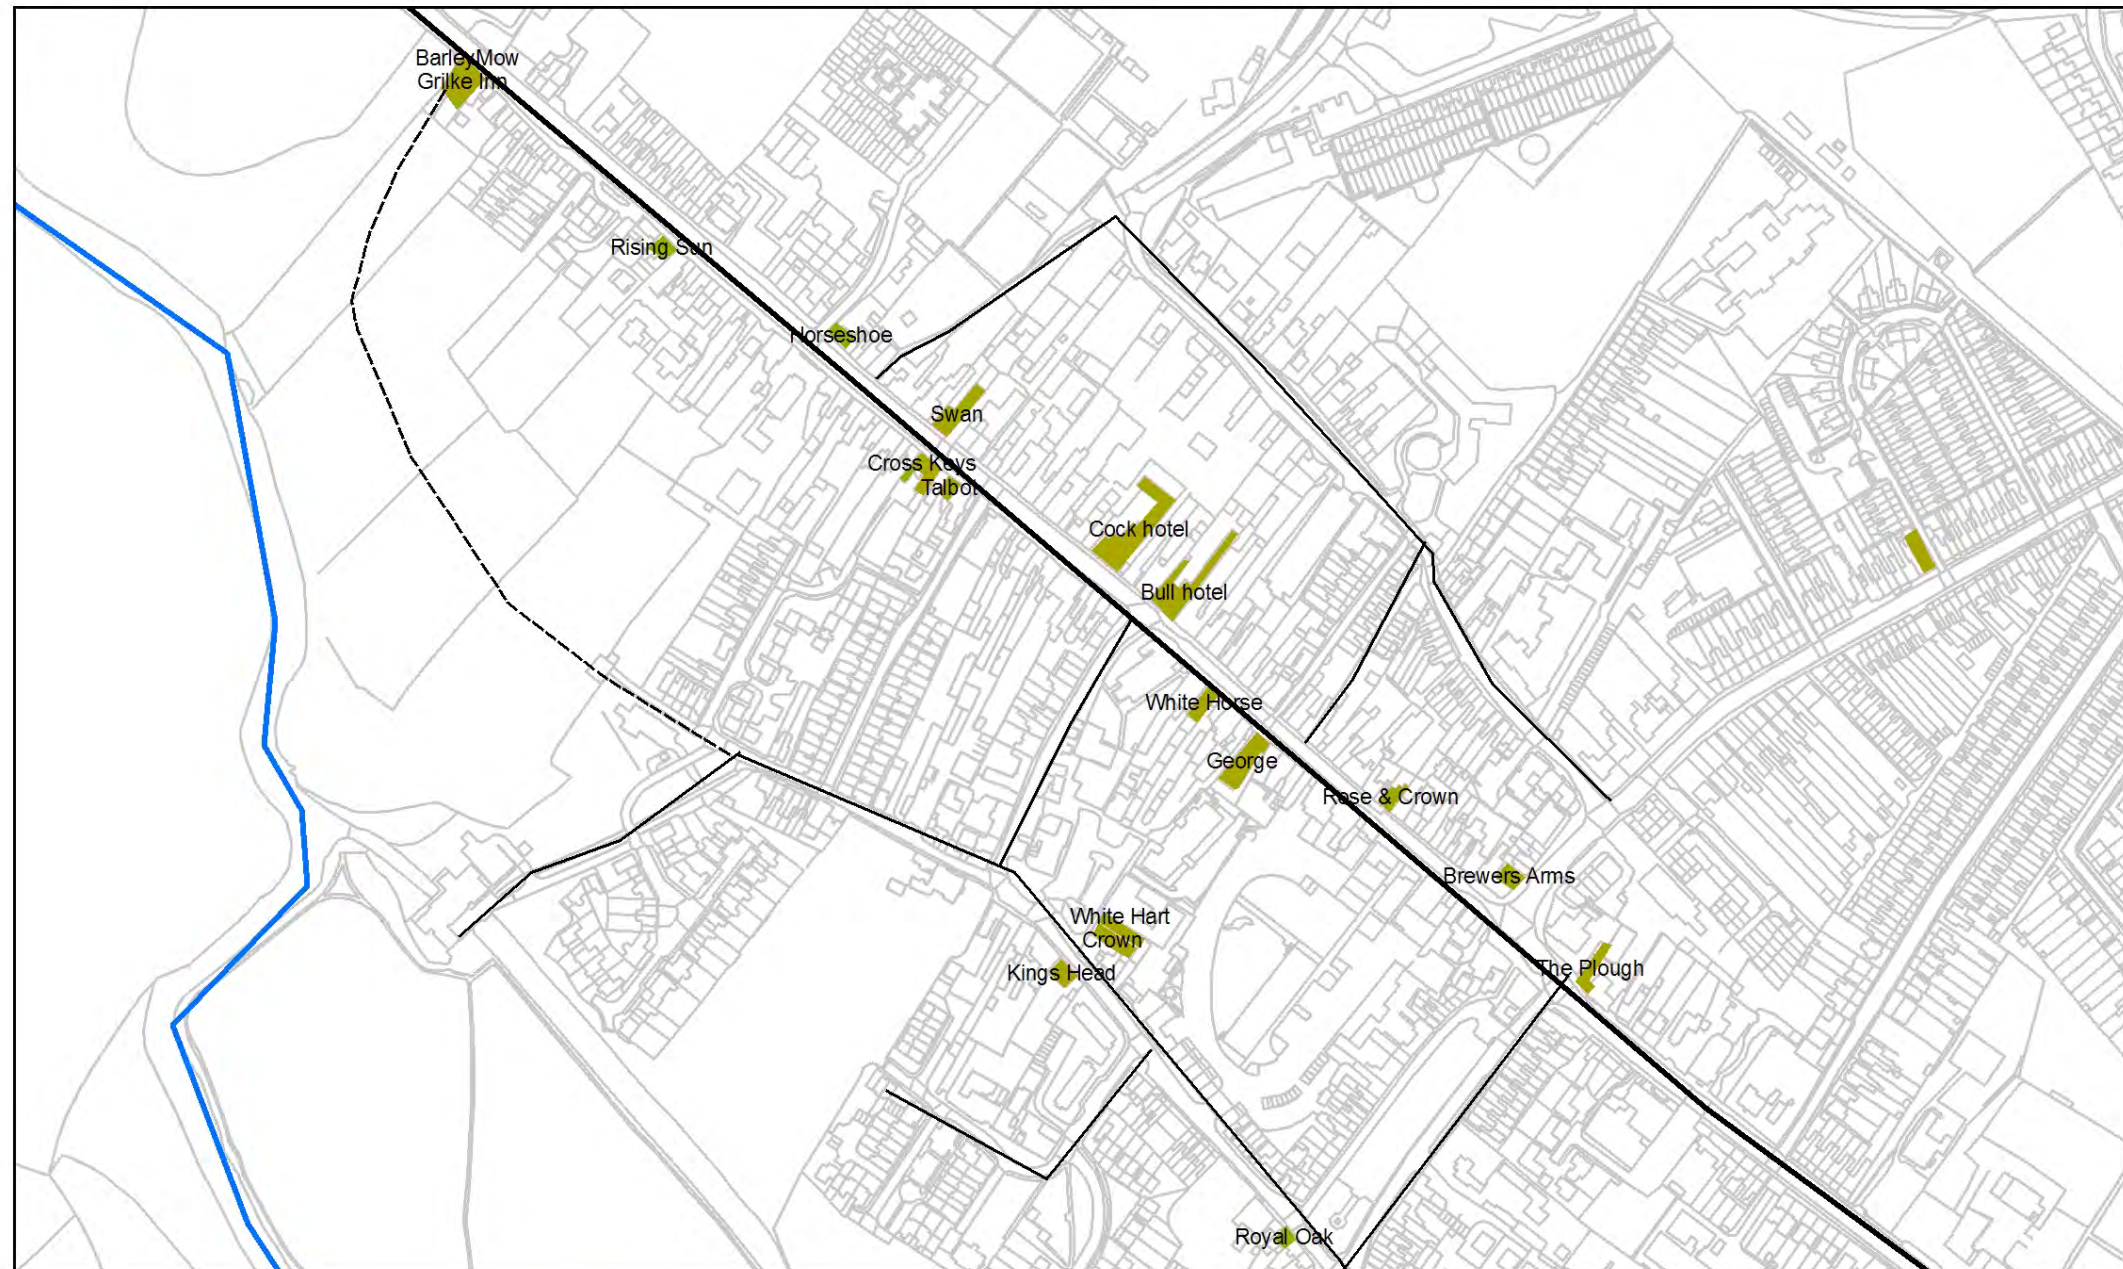 BarleyMow
Grilke Inn
Rising Sun
Horseshoe
Swan
Cross Keys
Talbot
Cock hotel
Bull hotel
White Horse
George
Rose & Crown
Brewers Arms
White Hart
Crown
Kings Head
The Plough
Royal Oak